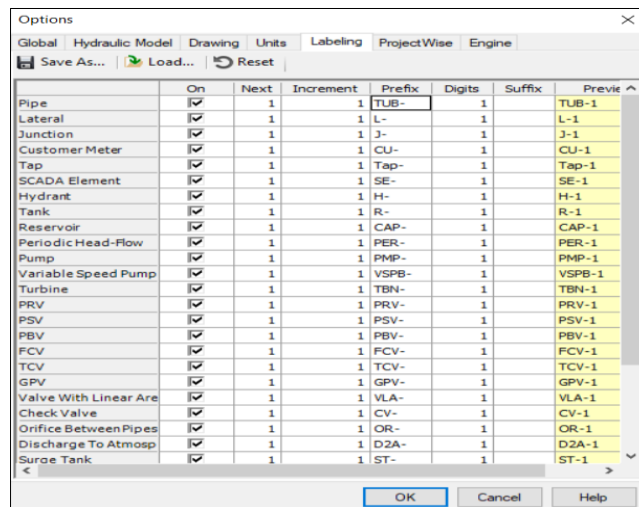 Options
Global Hydraulic Model Drawing Units Labeling ProjectWise Engine
Save As... Load... Reset
On Next Increment Prefix Digits Suffix Previe
Pipe 1 1 TUB- 1 TUB-1
Lateral 1 1 L- 1 L-1
Junction 1 1 J- 1 J-1
Customer Meter 1 1 CU- 1 CU-1
Tap 1 1 Tap- 1 Tap-1
SCADA Element 1 1 SE- 1 SE-1
Hydrant 1 1 H- 1 H-1
Tank 1 1 R- 1 R-1
Reservoir 1 1 CAP- 1 CAP-1
Periodic Head-Flow 1 1 PER- 1 PER-1
Pump 1 1 PMP- 1 PMP-1
Variable Speed Pump 1 1 VSPB- 1 VSPB-1
Turbine 1 1 TBN- 1 TBN-1
PRV 1 1 PRV- 1 PRV-1
PSV 1 1 PSV- 1 PSV-1
PBV 1 1 PBV- 1 PBV-1
FCV 1 1 FCV- 1 FCV-1
TCV 1 1 TCV- 1 TCV-1
GPV 1 1 GPV- 1 GPV-1
Valve With Linear Are 1 1 VLA- 1 VLA-1
Check Valve 1 1 CV- 1 CV-1
Orifice Between Pipes 1 1 OR- 1 OR-1
Discharge To Atmosp 1 1 D2A- 1 D2A-1
Surge Tank 1 1 ST- 1 ST-1
OK Cancel Help